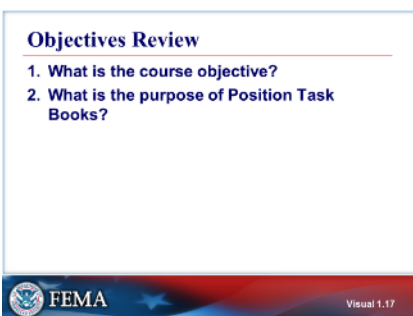 Objectives Review
1. What is the course objective?
2. What is the purpose of Position Task
Books?
FEMA
Visual 1.17